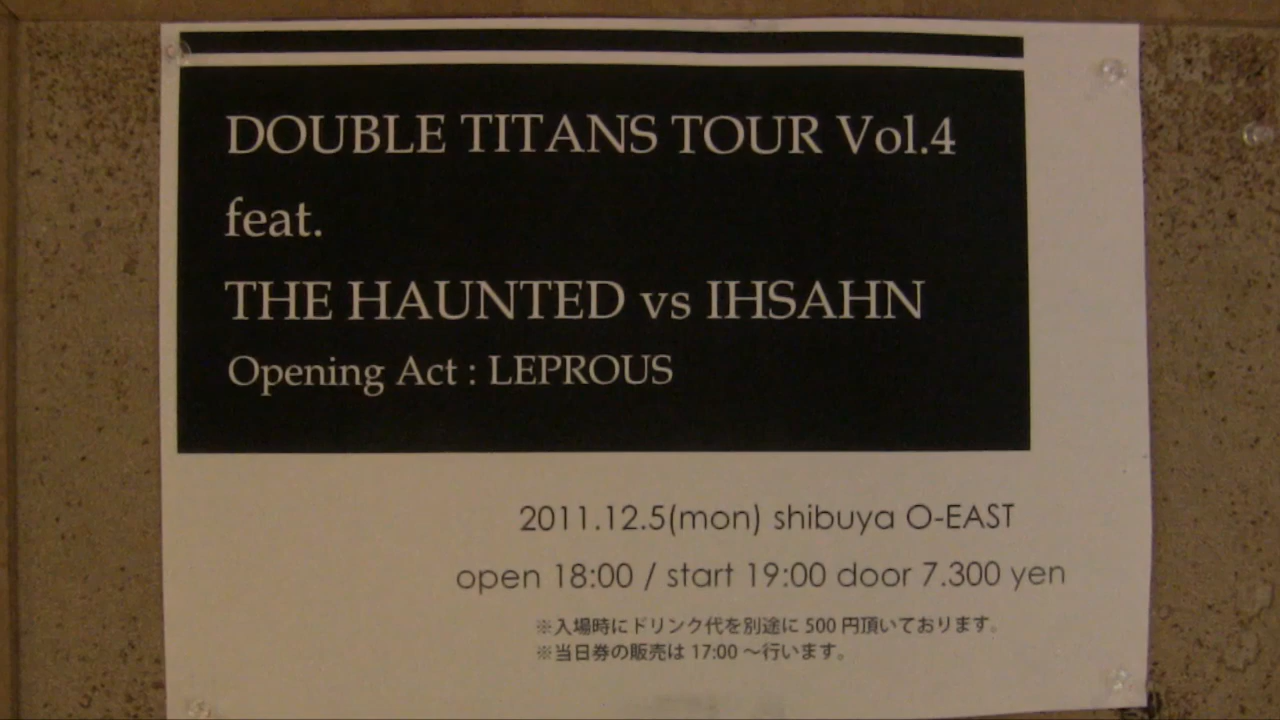 DOUBLE TITANS TOUR Vol.4
feat.
THE HAUNTED vs IHSAHN
Opening Act : LEPROUS
2011.12.5(mon) shibuya O-EAST
open 18:00 / start 19:00 door 7.300 yen
※入場時にドリンク代を別途に 500 円頂いております。
※当日券の販売は 17:00 〜行います。